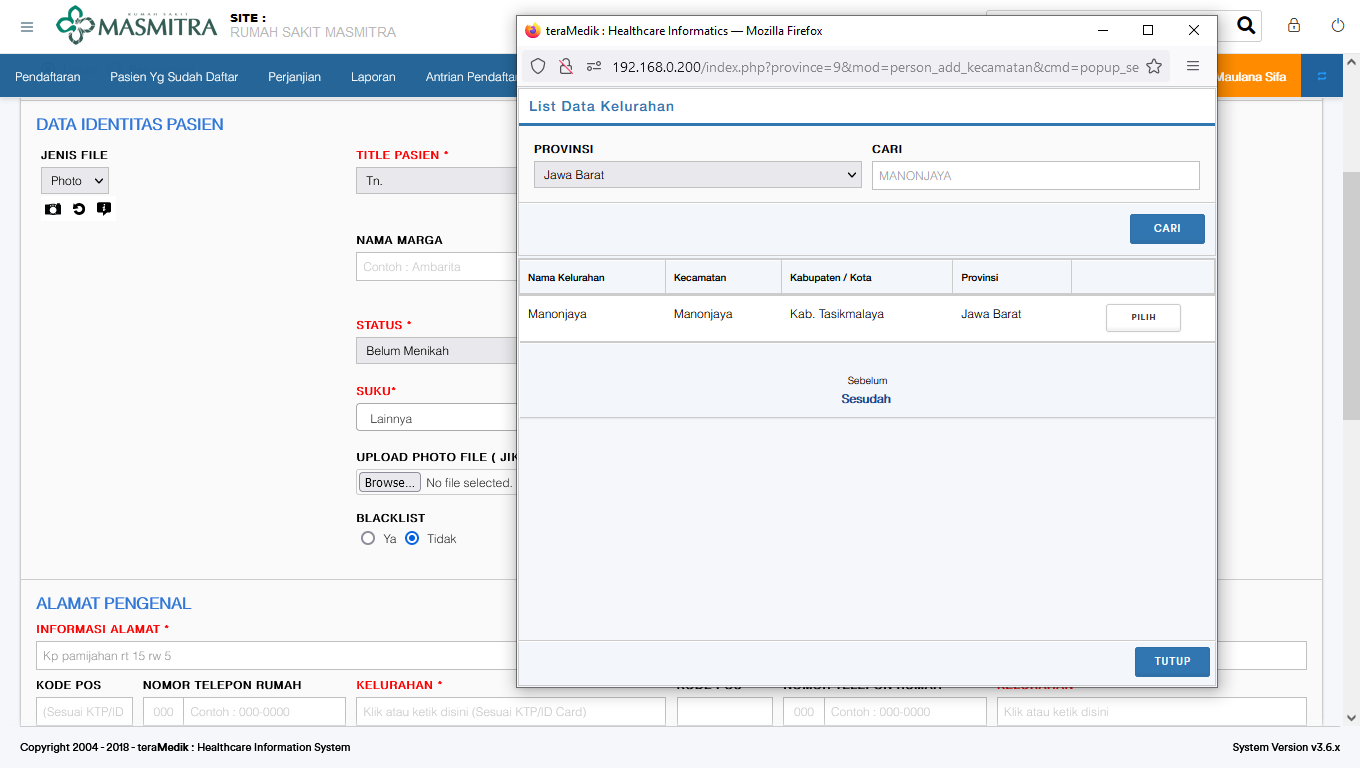 RUMAH SAKIT
MASMITRA
SITE :
RUMAH SAKIT MASMITRA
Pendaftaran
Pasien Yg Sudah Daftar
Perjanjian
Laporan
Antrian Pendaftar
Maulana Sifa
DATA IDENTITAS PASIEN
JENIS FILE
Photo
TITLE PASIEN *
Tn.
NAMA MARGA
Contoh : Ambarita
STATUS *
Belum Menikah
SUKU*
Lainnya
UPLOAD PHOTO FILE ( JIK
Browse... No file selected.
BLACKLIST
Ya Tidak
teraMedik : Healthcare Informatics — Mozilla Firefox
192.168.0.200/index.php?province=9&mod=person_add_kecamatan&cmd=popup_se
List Data Kelurahan
PROVINSI
Jawa Barat
CARI
MANONJAYA
CARI
Nama Kelurahan Kecamatan Kabupaten / Kota Provinsi
Manonjaya Manonjaya Kab. Tasikmalaya Jawa Barat PILIH
Sebelum
Sesudah
TUTUP
ALAMAT PENGENAL
INFORMASI ALAMAT *
Kp pamijahan rt 15 rw 5
KODE POS NOMOR TELEPON RUMAH KELURAHAN * KODE POS NOMOR TELEPON RUMAH KELURAHAN
(Sesuai KTP/ID 000 Contoh : 000-0000 Klik atau ketik disini (Sesuai KTP/ID Card) 000 Contoh : 000-0000 Klik atau ketik disini
Copyright 2004 - 2018 - teraMedik : Healthcare Information System
System Version v3.6.x